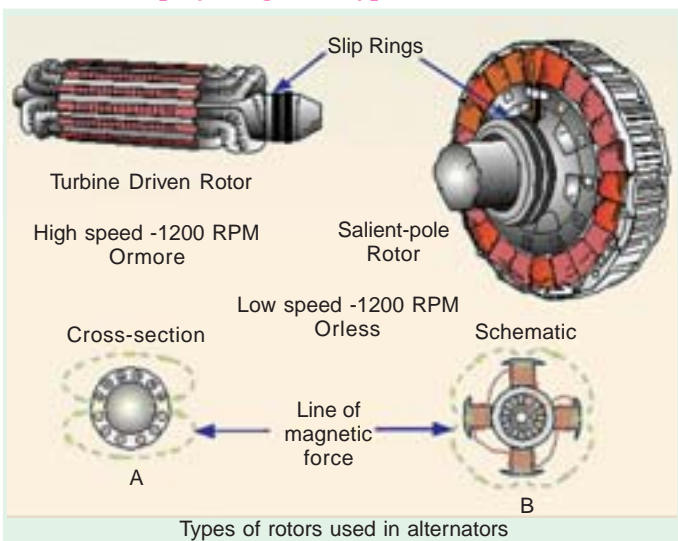 Slip Rings
Turbine Driven Rotor
High speed -1200 RPM
Ormore
Salient-pole
Rotor
Low speed -1200 RPM
Orless
Cross-section
Schematic
Line of
magnetic
force
A
B
Types of rotors used in alternators